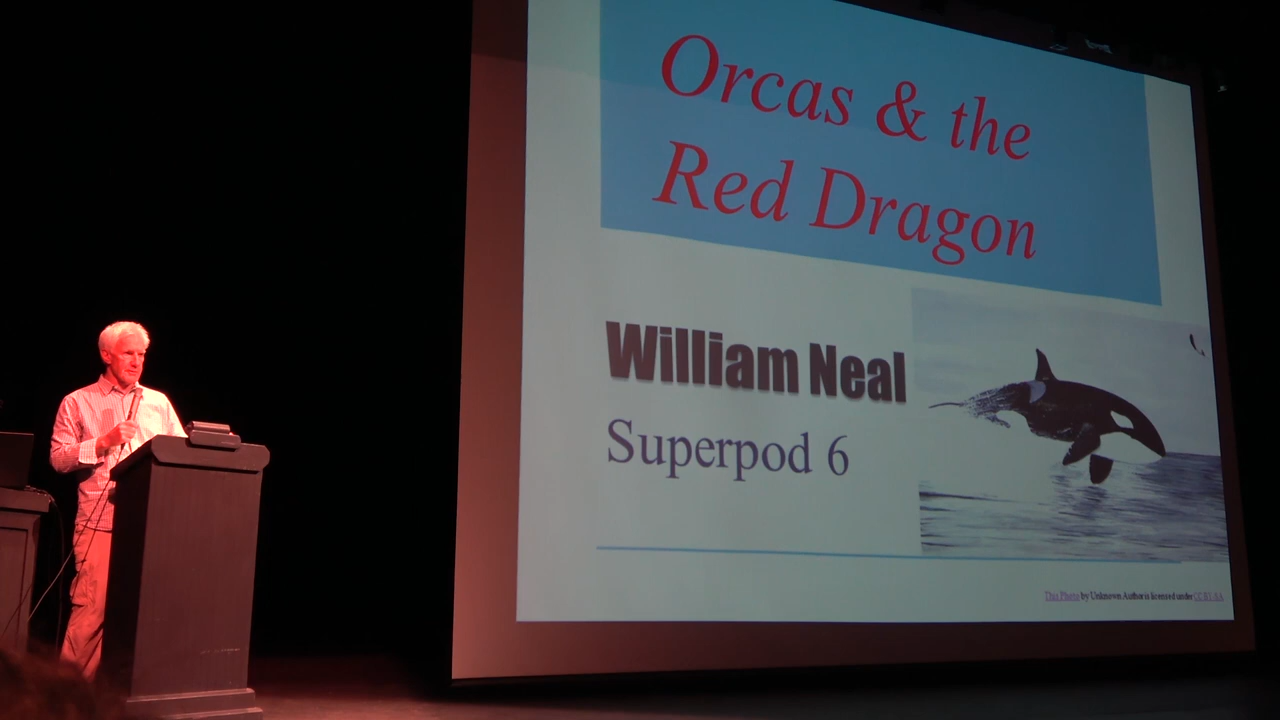 Orcas & the
Red Dragon
William Neal
Superpod 6
This Photo by Unknown Author is licensed under CC BY-SA